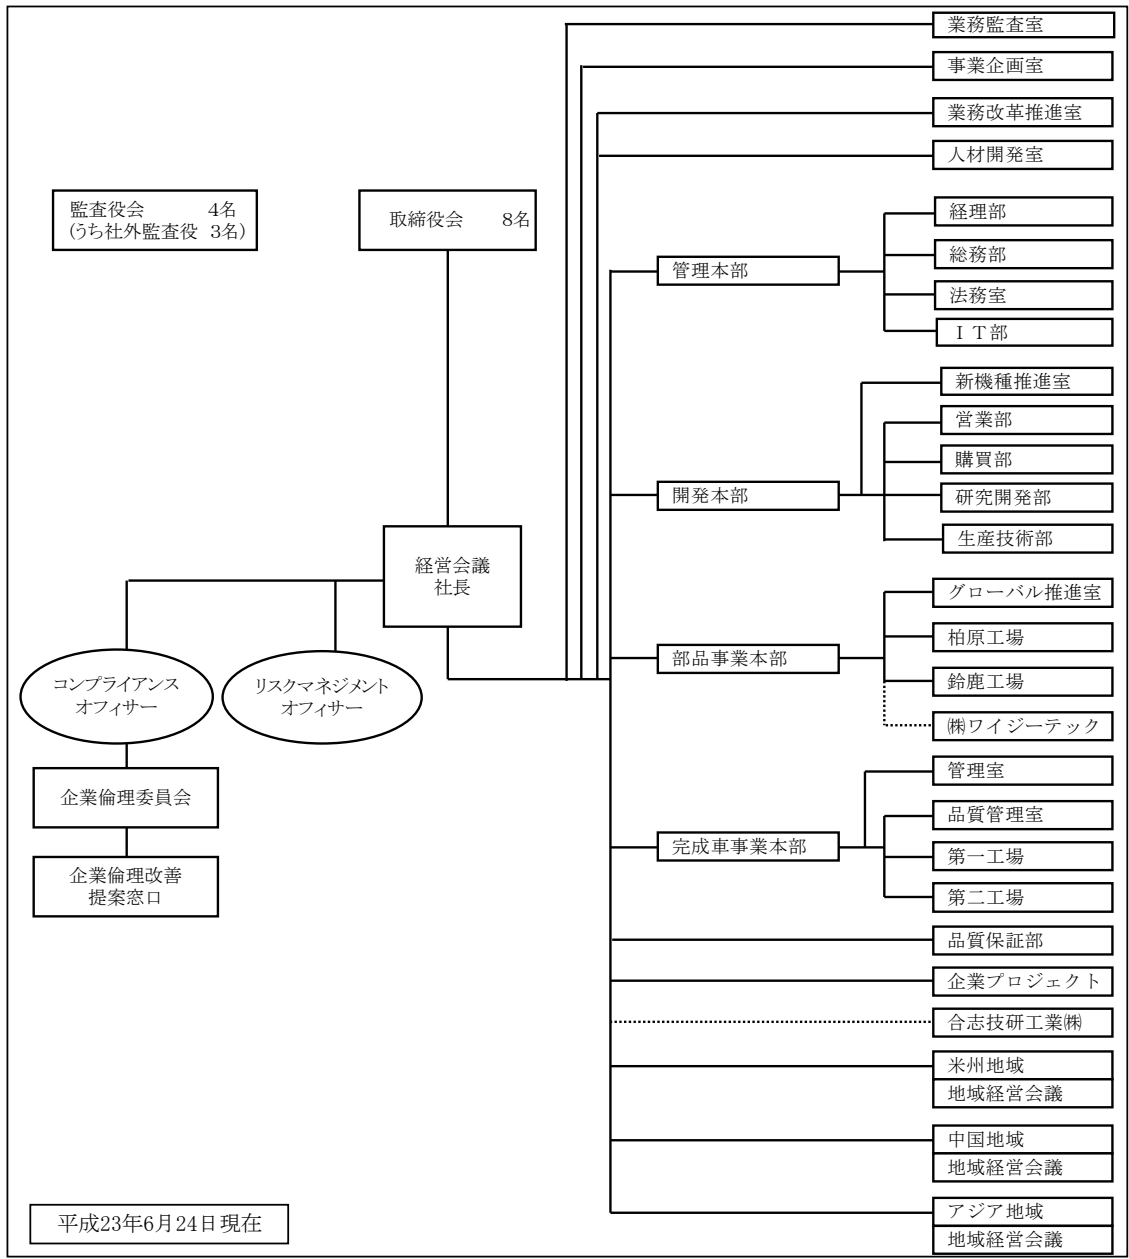 業務監査室
事業企画室
業務改革推進室
人材開発室
監査役会 4名
(うち社外監査役 3名)
取締役会 8名
管理本部
経理部
総務部
法務室
ＩＴ部
開発本部
新機種推進室
営業部
購買部
研究開発部
生産技術部
経営会議
社長
コンプライアンス
オフィサー
リスクマネジメント
オフィサー
企業倫理委員会
企業倫理改善
提案窓口
部品事業本部
グローバル推進室
柏原工場
鈴鹿工場
㈱ワイジーテック
完成車事業本部
管理室
品質管理室
第一工場
第二工場
品質保証部
企業プロジェクト
合志技研工業㈱
米州地域
地域経営会議
中国地域
地域経営会議
アジア地域
地域経営会議
平成23年6月24日現在